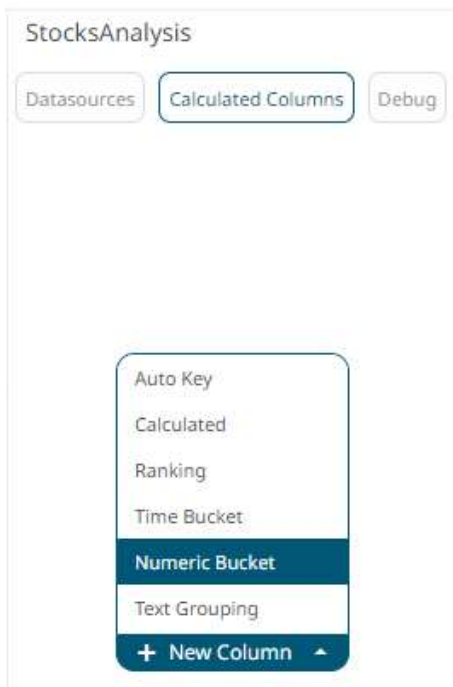 StocksAnalysis
Datasources Calculated Columns Debug
Auto Key
Calculated
Ranking
Time Bucket
Numeric Bucket
Text Grouping
+ New Column